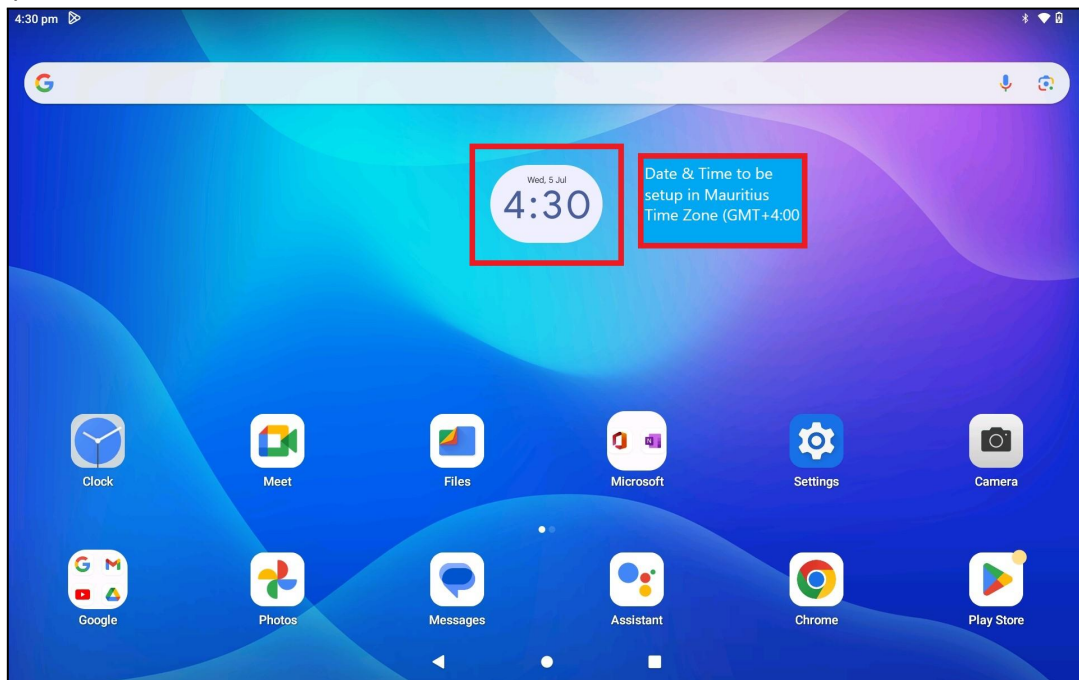 4:30 pm
Wed, 5 Jul
4:30
Date & Time to be
setup in Mauritius
Time Zone (GMT+4:00
Clock
Meet
Files
Microsoft
Settings
Camera
Google
Photos
Messages
Assistant
Chrome
Play Store